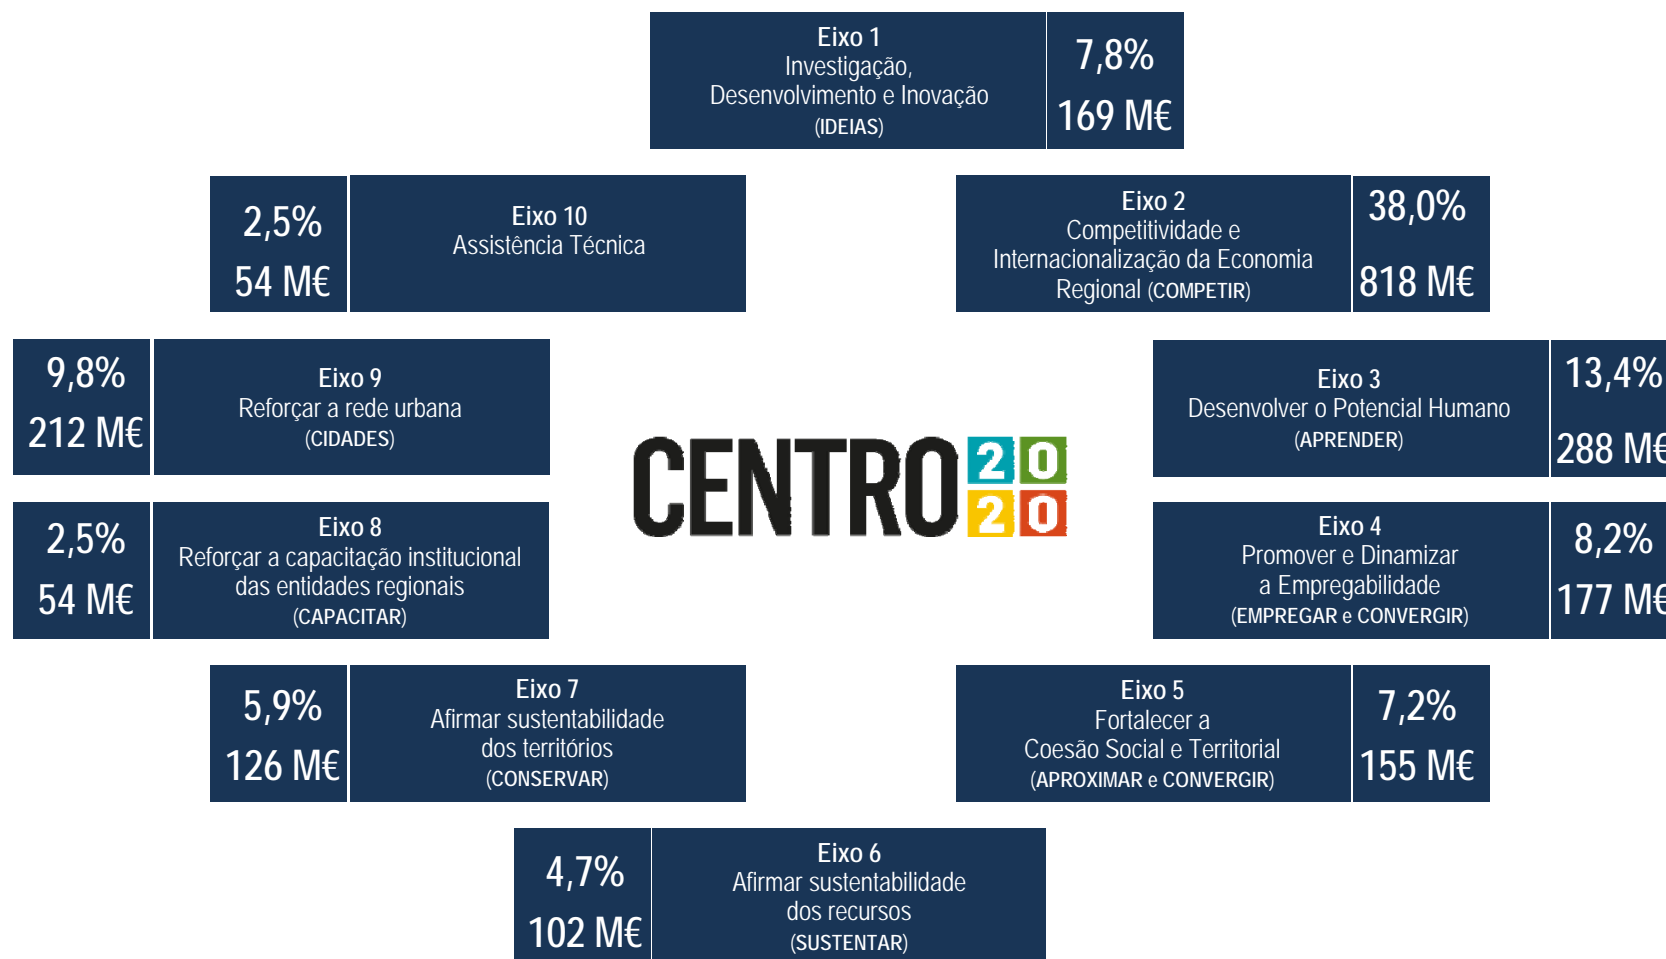 Eixo 1
Investigação,
Desenvolvimento e Inovação
(IDEIAS)
7,8%
169 M€
2,5%
54 M€
Eixo 10
Assistência Técnica
Eixo 2
Competitividade e
Internacionalização da Economia
Regional (COMPETIR)
38,0%
818 M€
9,8%
212 M€
Eixo 9
Reforçar a rede urbana
(CIDADES)
Eixo 3
Desenvolver o Potencial Humano
(APRENDER)
13,4%
288 M€
CENTRO 20
20
2,5%
54 M€
Eixo 8
Reforçar a capacitação institucional
das entidades regionais
(CAPACITAR)
Eixo 4
Promover e Dinamizar
a Empregabilidade
(EMPREGAR e CONVERGIR)
8,2%
177 M€
5,9%
126 M€
Eixo 7
Afirmar sustentabilidade
dos territórios
(CONSERVAR)
Eixo 5
Fortalecer a
Coesão Social e Territorial
(APROXIMAR e CONVERGIR)
7,2%
155 M€
4,7%
102 M€
Eixo 6
Afirmar sustentabilidade
dos recursos
(SUSTENTAR)